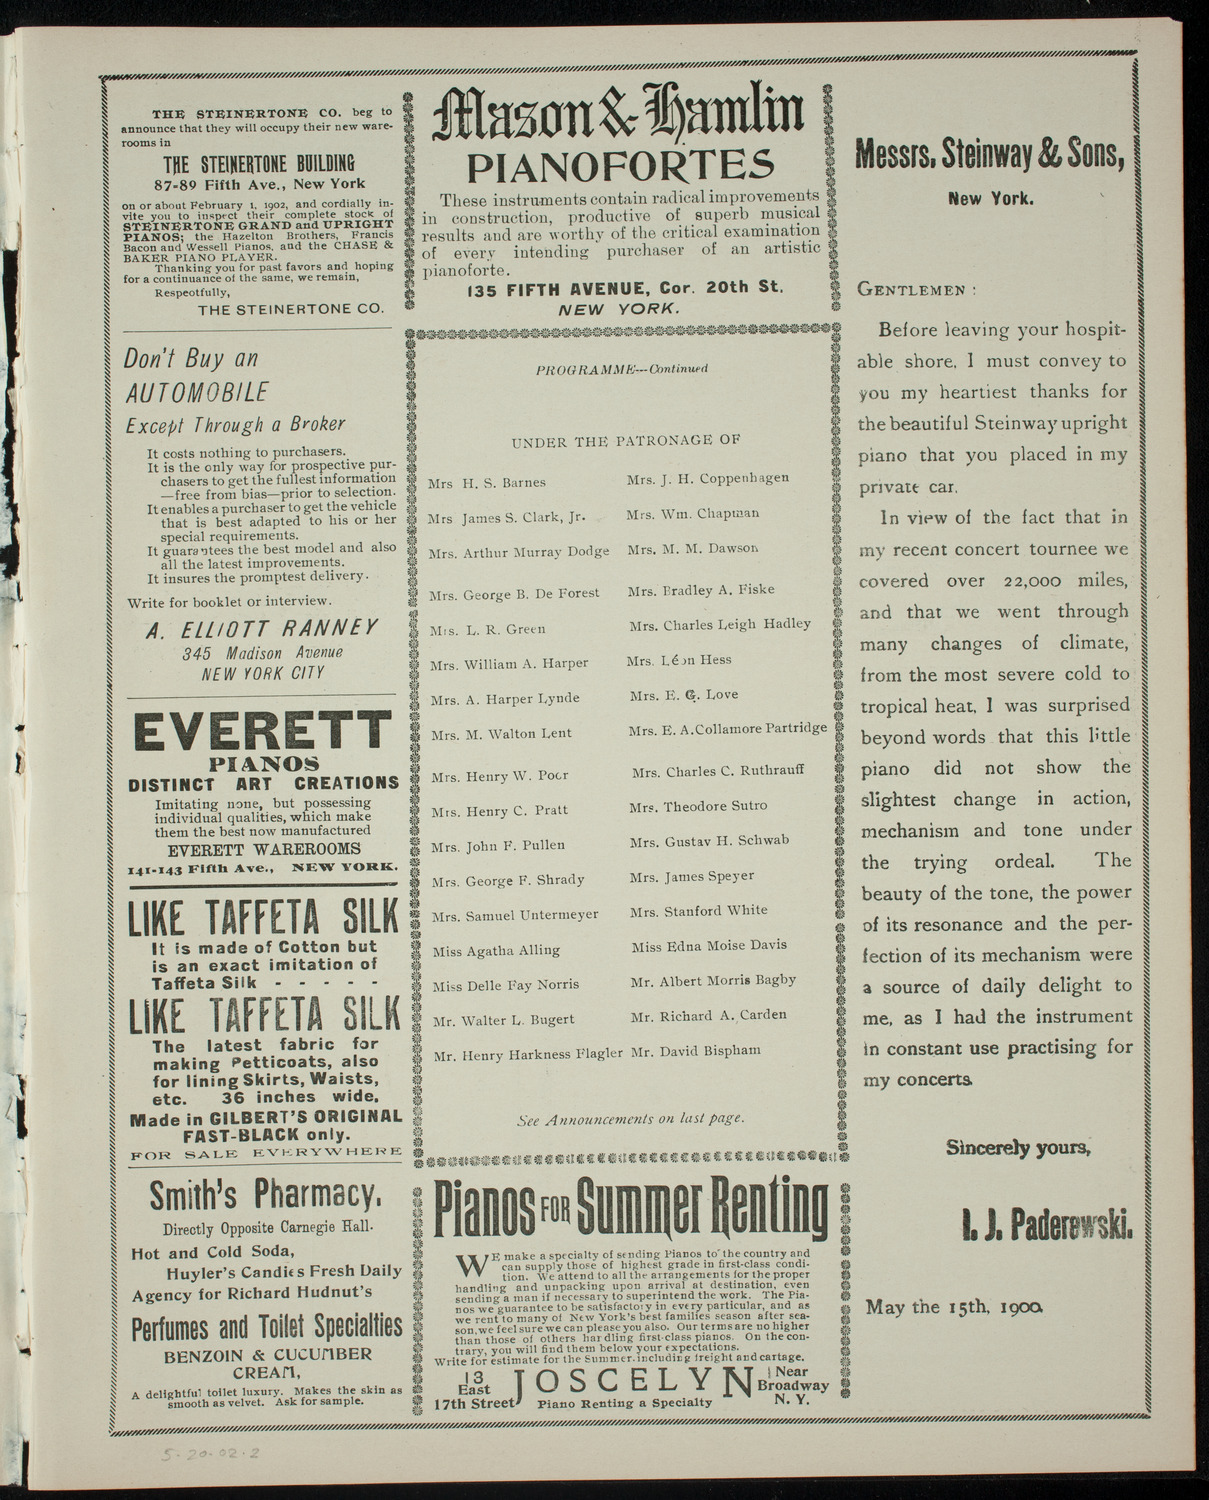 THE STEINERTONE CO. beg to
announce that they will occupy their new ware-
rooms in
THE STEINERTONE BUILDING
87-89 Fifth Ave., New York
on or about February 1, 1902, and cordially in-
vite you to inspect their complete stock of
STEINERTONE GRAND and UPRIGHT
PIANOS; the Hazelton Brothers, Francis
Bacon and Wessell Pianos, and the CHASE &
BAKER PIANO PLAYER.
Thanking you for past favors and hoping
for a continuance of the same, we remain,
Respectfully,
THE STEINERTONE CO.
Don't Buy an
AUTOMOBILE
Except Through a Broker
It costs nothing to purchasers.
It is the only way for prospective pur-
chasers to get the fullest information
—free from bias—prior to selection.
It enables a purchaser to get the vehicle
that is best adapted to his or her
special requirements.
It guarantees the best model and also
all the latest improvements.
It insures the promptest delivery.
Write for booklet or interview.
A. ELLIOTT RANNEY
345 Madison Avenue
NEW YORK CITY
EVERETT
PIANOS
DISTINCT ART CREATIONS
Imitating none, but possessing
individual qualities, which make
them the best now manufactured
EVERETT WAREROOMS
141-143 Fifth Ave., NEW YORK.
LIKE TAFFETA SILK
It is made of Cotton but
is an exact imitation of
Taffeta Silk - - - - -
LIKE TAFFETA SILK
The latest fabric for
making Petticoats, also
for lining Skirts, Waists,
etc. 36 inches wide.
Made in GILBERT'S ORIGINAL
FAST-BLACK only.
FOR SALE EVERYWHERE
Smith's Pharmacy,
Directly Opposite Carnegie Hall.
Hot and Cold Soda,
Huyler's Candies Fresh Daily
Agency for Richard Hudnut's
Perfumes and Toilet Specialties
BENZOIN & CUCUMBER
CREAM,
A delightful toilet luxury. Makes the skin as
smooth as velvet. Ask for sample.
Mason & Hamlin
PIANOFORTES
These instruments contain radical improvements
in construction, productive of superb musical
results and are worthy of the critical examination
of every intending purchaser of an artistic
pianoforte.
135 FIFTH AVENUE, Cor. 20th St.
NEW YORK.
PROGRAMME---Continued
UNDER THE PATRONAGE OF
Mrs H. S. Barnes Mrs. J. H. Coppenhagen
Mrs James S. Clark, Jr. Mrs. Wm. Chapman
Mrs. Arthur Murray Dodge Mrs. M. M. Dawson
Mrs. George B. De Forest Mrs. Bradley A. Fiske
Mrs. L. R. Green Mrs. Charles Leigh Hadley
Mrs. William A. Harper Mrs. Léon Hess
Mrs. A. Harper Lynde Mrs. E. G. Love
Mrs. M. Walton Lent Mrs. E. A. Collamore Partridge
Mrs. Henry W. Poor Mrs. Charles C. Ruthrauff
Mrs. Henry C. Pratt Mrs. Theodore Sutro
Mrs. John F. Pullen Mrs. Gustav H. Schwab
Mrs. George F. Shrady Mrs. James Speyer
Mrs. Samuel Untermeyer Mrs. Stanford White
Miss Agatha Alling Miss Edna Moise Davis
Miss Delle Fay Norris Mr. Albert Morris Bagby
Mr. Walter L. Bugert Mr. Richard A. Carden
Mr. Henry Harkness Flagler Mr. David Bispham
See Announcements on last page.
Pianos FOR Summer Renting
WE make a specialty of sending Pianos to the country and
can supply those of highest grade in first-class condi-
tion. We attend to all the arrangements for the proper
handling and unpacking upon arrival at destination, even
sending a man if necessary to superintend the work. The Pia-
nos we guarantee to be satisfactory in every particular, and as
we rent to many of New York's best families season after sea-
son, we feel sure we can please you also. Our terms are no higher
than those of others handling first-class pianos. On the con-
trary, you will find them below your expectations.
Write for estimate for the Summer, including freight and cartage.
13 East 17th Street
JOSCELYN
Piano Renting a Specialty
Near Broadway N. Y.
Messrs. Steinway & Sons,
New York.
GENTLEMEN :
Before leaving your hospit-
able shore, I must convey to
you my heartiest thanks for
the beautiful Steinway upright
piano that you placed in my
private car.
In view of the fact that in
my recent concert tournee we
covered over 22,000 miles,
and that we went through
many changes of climate,
from the most severe cold to
tropical heat, I was surprised
beyond words that this little
piano did not show the
slightest change in action,
mechanism and tone under
the trying ordeal. The
beauty of the tone, the power
of its resonance and the per-
fection of its mechanism were
a source of daily delight to
me, as I had the instrument
in constant use practising for
my concerts.
Sincerely yours,
I. J. Paderewski.
May the 15th, 1900.
5-20-02-2